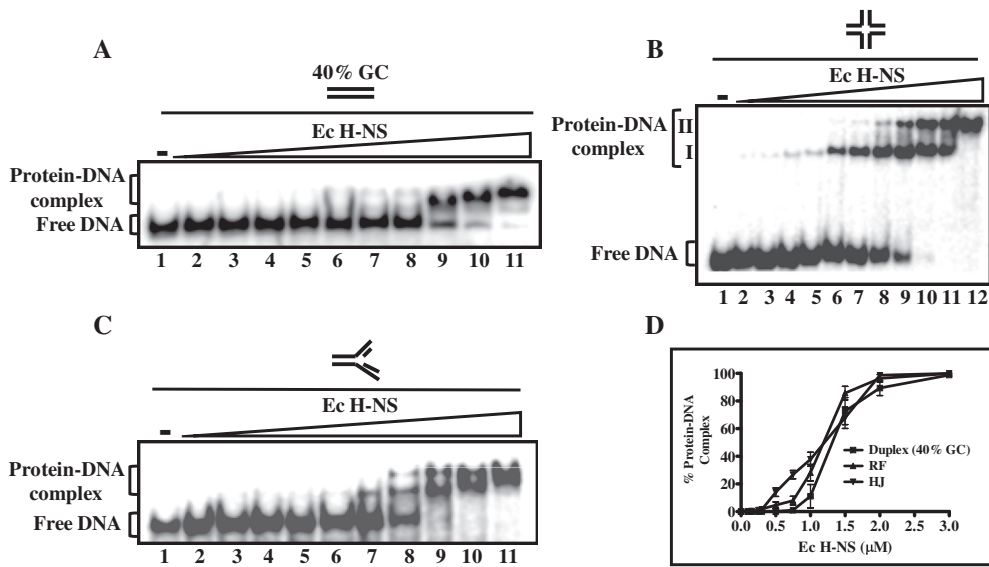 A
40% GC
Ec H-NS
-
Protein-DNA
complex
Free DNA
1 2 3 4 5 6 7 8 9 10 11
B
Ec H-NS
-
Protein-DNA
complex
II
I
Free DNA
1 2 3 4 5 6 7 8 9 10 11 12
C
Ec H-NS
-
Protein-DNA
complex
Free DNA
1 2 3 4 5 6 7 8 9 10 11
D
% Protein-DNA
Complex
100
80
60
40
20
0
Duplex (40% GC)
RF
HJ
0.0 0.5 1.0 1.5 2.0 2.5 3.0
Ec H-NS (μM)